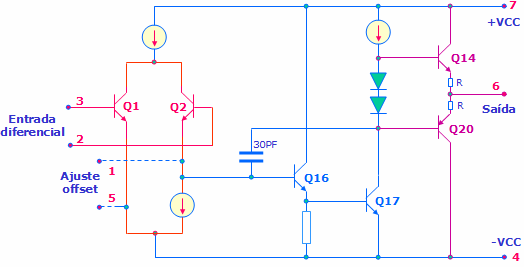 7
+VCC
Q14
R
6
R
Saída
Q20
3
Q1
Q2
Entrada
diferencial
2
30PF
1
Ajuste
offset
5
Q16
Q17
-VCC
4